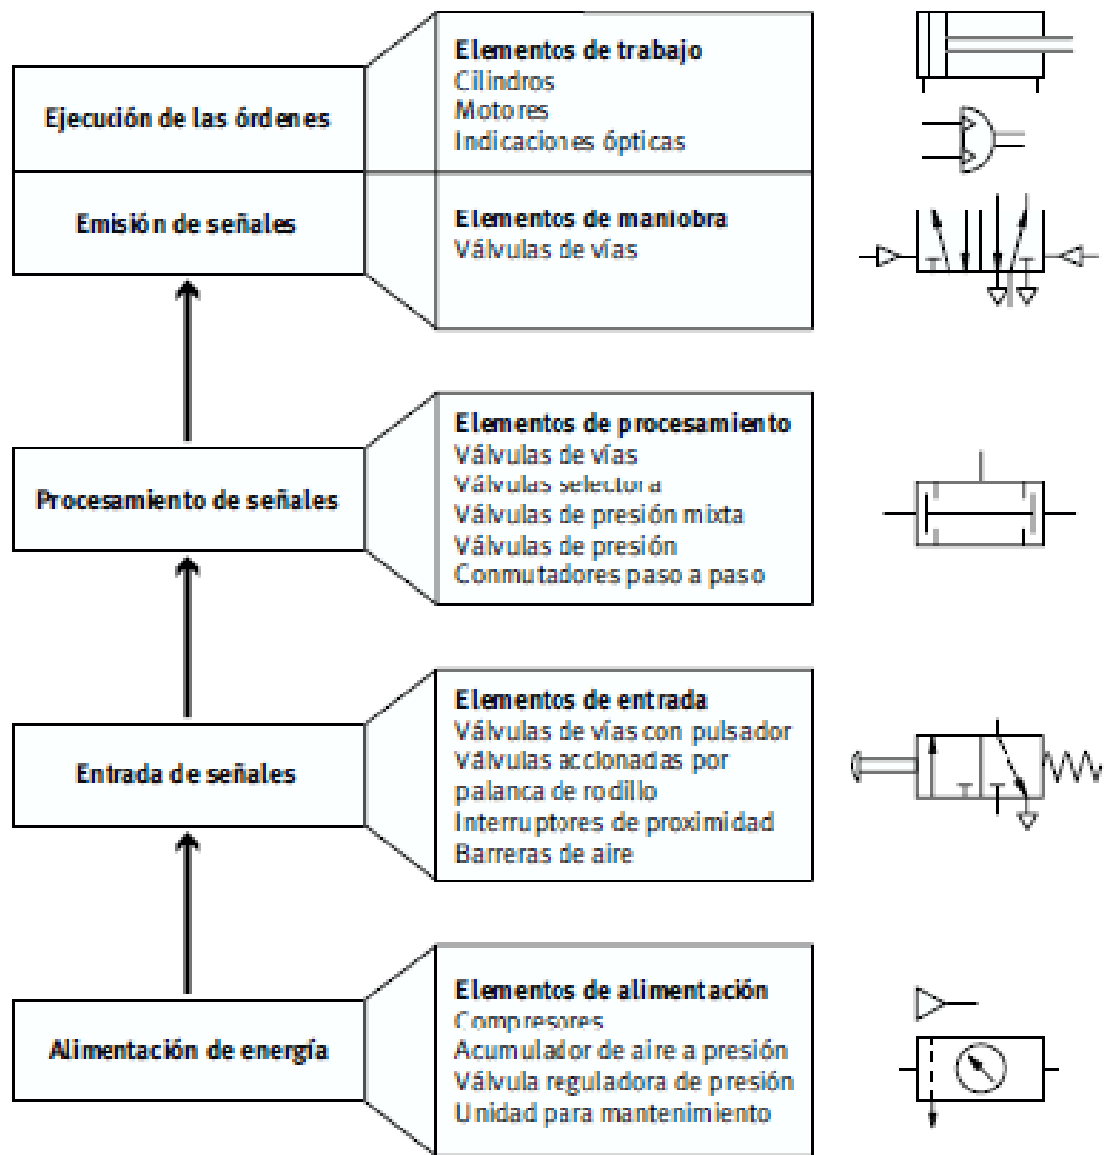 Ejecución de las órdenes
Elementos de trabajo
Cilindros
Motores
Indicaciones ópticas
Emisión de señales
Elementos de maniobra
Válvulas de vías
Procesamiento de señales
Elementos de procesamiento
Válvulas de vías
Válvulas selectora
Válvulas de presión mixta
Válvulas de presión
Conmutadores paso a paso
Entrada de señales
Elementos de entrada
Válvulas de vías con pulsador
Válvulas accionadas por
palanca de rodillo
Interruptores de proximidad
Barreras de aire
Alimentación de energía
Elementos de alimentación
Compresores
Acumulador de aire a presión
Válvula reguladora de presión
Unidad para mantenimiento